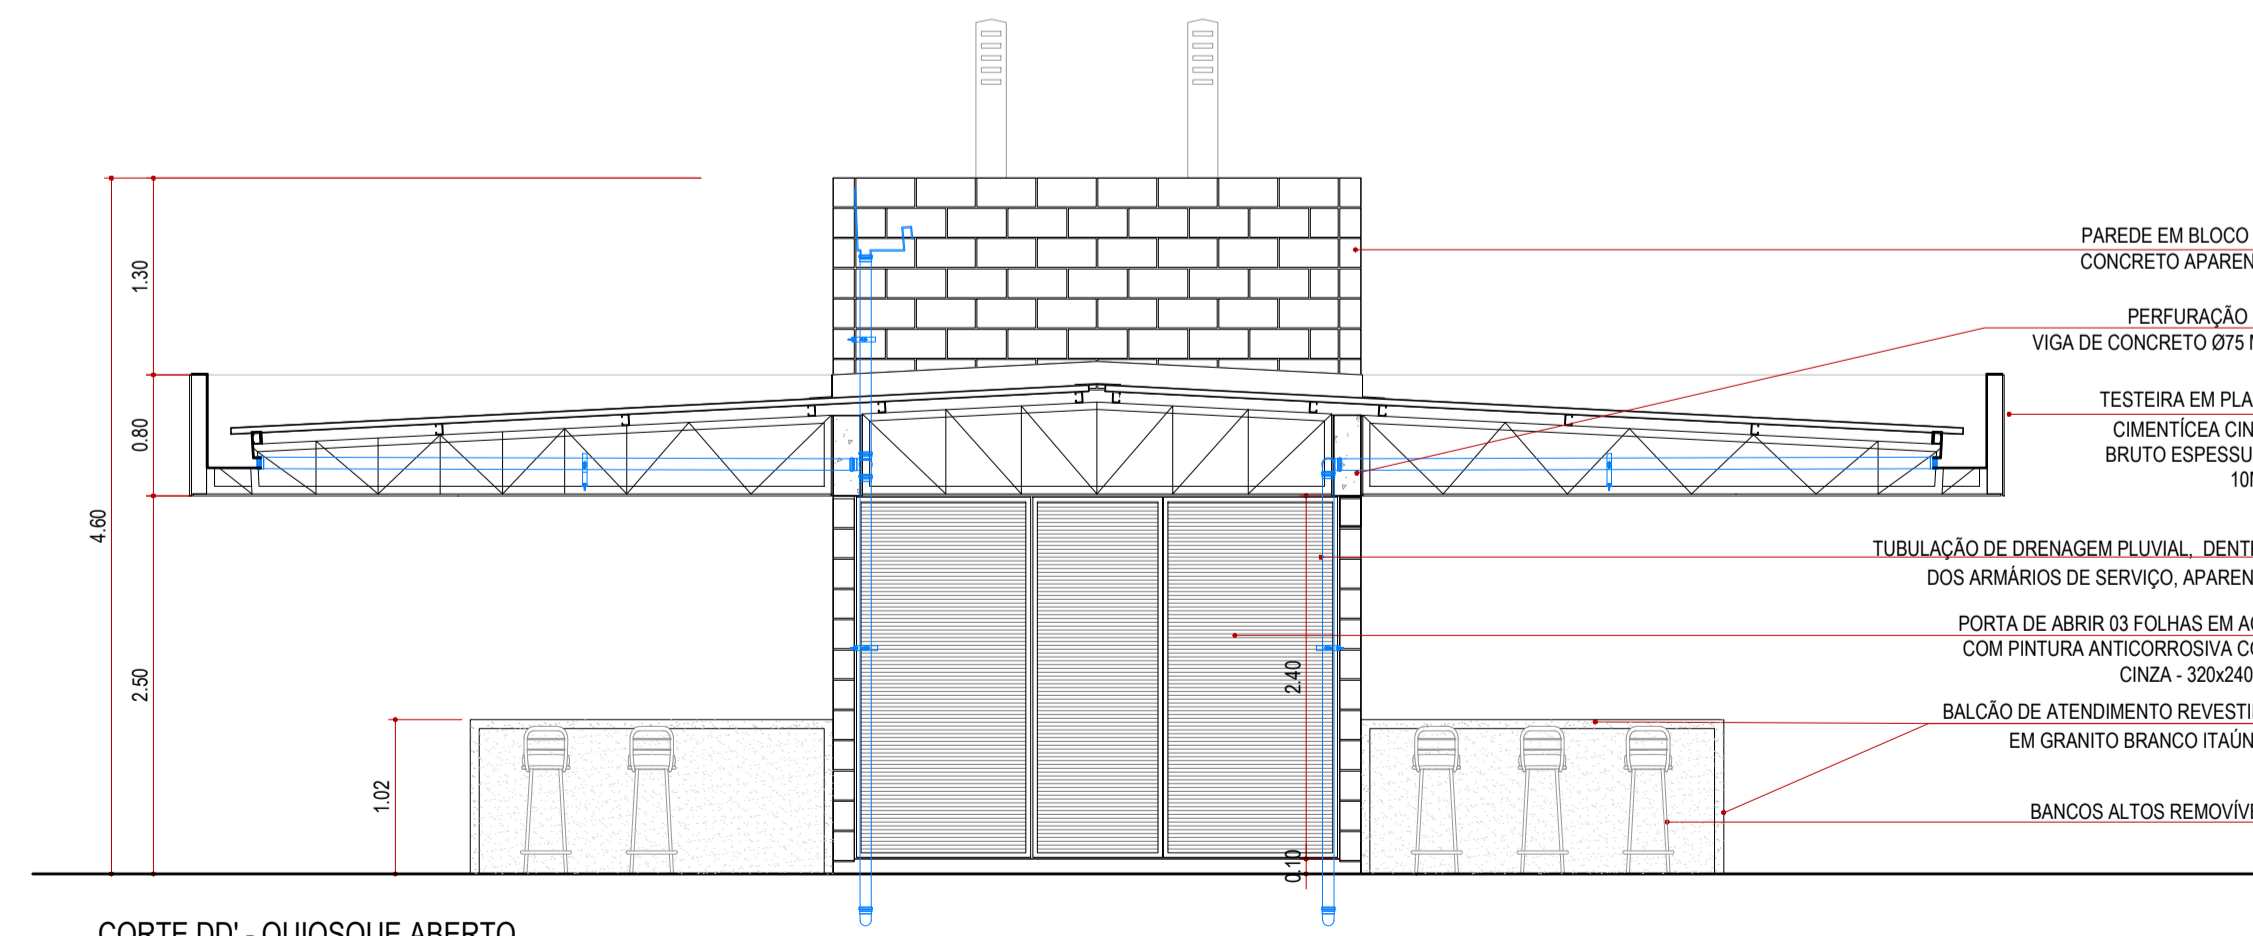 PAREDE EM BLOCO
CONCRETO APAREN
1.30
PERFURAÇÃO
VIGA DE CONCRETO Ø75
TESTEIRA EM PLA
CIMENTÍCEA CIN
BRUTO ESPESSU
0.80
4.60
TUBULAÇÃO DE DRENAGEM PLUVIAL, DENT
DOS ARMÁRIOS DE SERVIÇO, APAREN
PORTA DE ABRIR 03 FOLHAS EM
COM PINTURA ANTICORROSIVA
CINZA - 320x240
2.50
2.40
BALCÃO DE ATENDIMENTO REVESTI
EM GRANITO BRANCO ITAÚN
1.02
BANCOS ALTOS REMOVÍVE
0.10
CORTE DD' - QUIOSQUE ABERTO